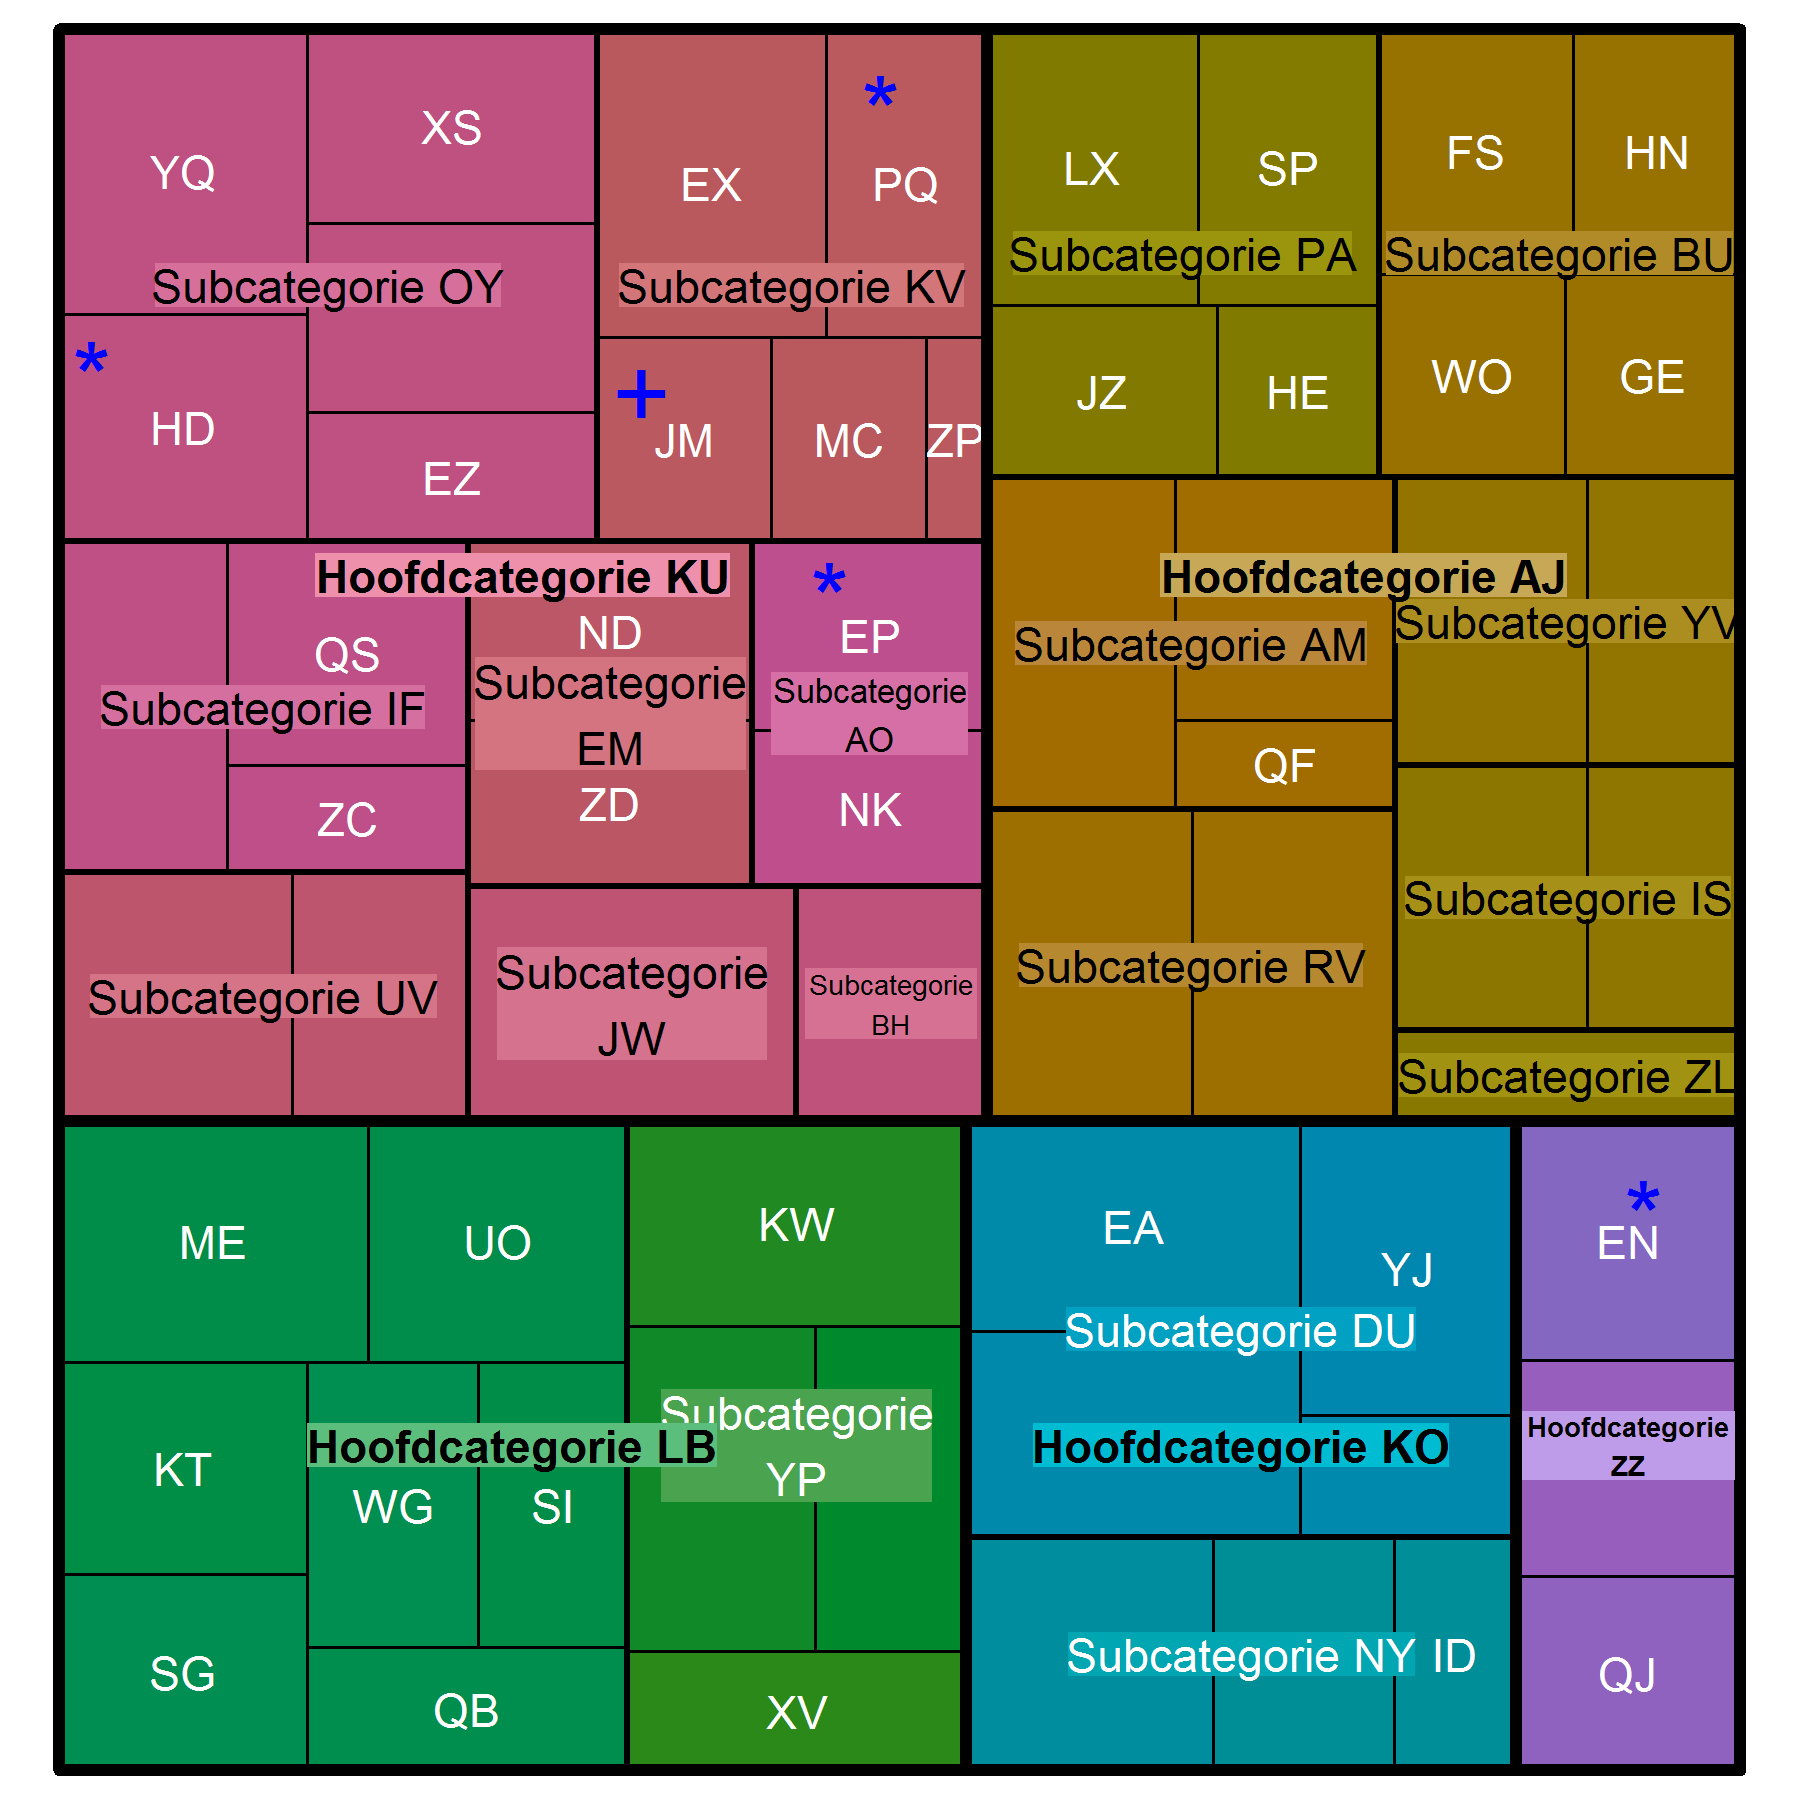 XS
YQ
EX
*
PQ
LX
SP
FS
HN
Subcategorie OY
Subcategorie KV
Subcategorie PA
Subcategorie BU
*
HD
EZ
+
JM
MC
ZP
JZ
HE
WO
GE
Hoofdcategorie KU
*
Hoofdcategorie AJ
QS
ND
EP
Subcategorie AM
Subcategorie YV
Subcategorie IF
Subcategorie
EM
Subcategorie
AO
ZC
ZD
NK
QF
Subcategorie UV
Subcategorie
JW
Subcategorie
BH
Subcategorie RV
Subcategorie IS
Subcategorie ZL
ME
UO
KW
EA
YJ
*
EN
Subcategorie DU
Subcategorie
YP
Hoofdcategorie LB
Hoofdcategorie KO
Hoofdcategorie
ZZ
KT
WG
SI
SG
QB
XV
Subcategorie NY
ID
QJ